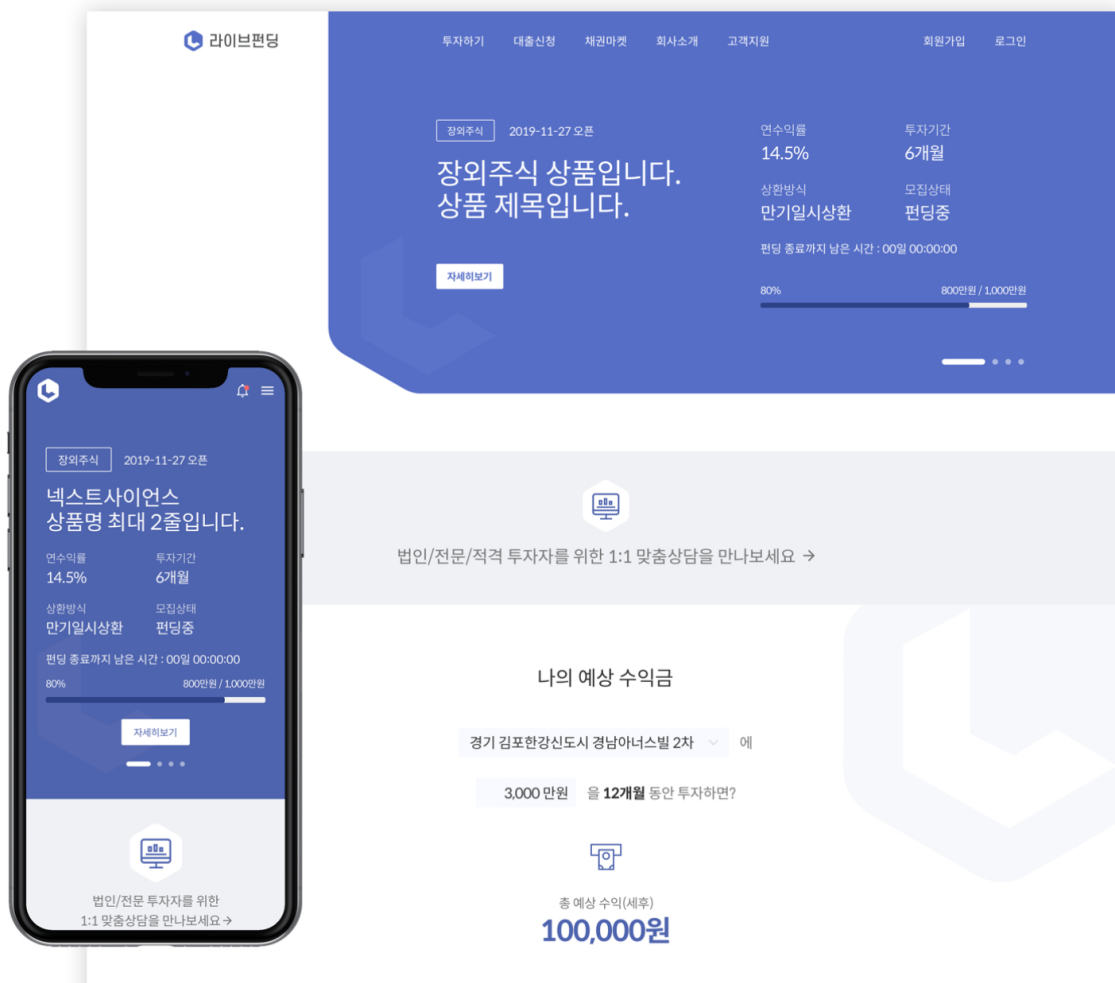 라이브펀딩
투자하기 대출신청 채권마켓 회사소개 고객지원 회원가입 로그인
장외주식 2019-11-27 오픈
장외주식 상품입니다.
상품 제목입니다.
자세히보기
연수익률 투자기간
14.5% 6개월
상환방식 모집상태
만기일시상환 펀딩중
펀딩 종료까지 남은 시간 : 00일 00:00:00
80% 800만원 / 1,000만원
법인/전문/적격 투자자를 위한 1:1 맞춤상담을 만나보세요 →
나의 예상 수익금
경기 김포한강신도시 경남아너스빌 2차 에
3,000 만원 을 12개월 동안 투자하면?
총 예상 수익(세후)
100,000원
장외주식 2019-11-27 오픈
넥스트사이언스
상품명 최대 2줄입니다.
연수익률 투자기간
14.5% 6개월
상환방식 모집상태
만기일시상환 펀딩중
펀딩 종료까지 남은 시간 : 00일 00:00:00
80% 800만원 / 1,000만원
자세히보기
법인/전문 투자자를 위한
1:1 맞춤상담을 만나보세요 →